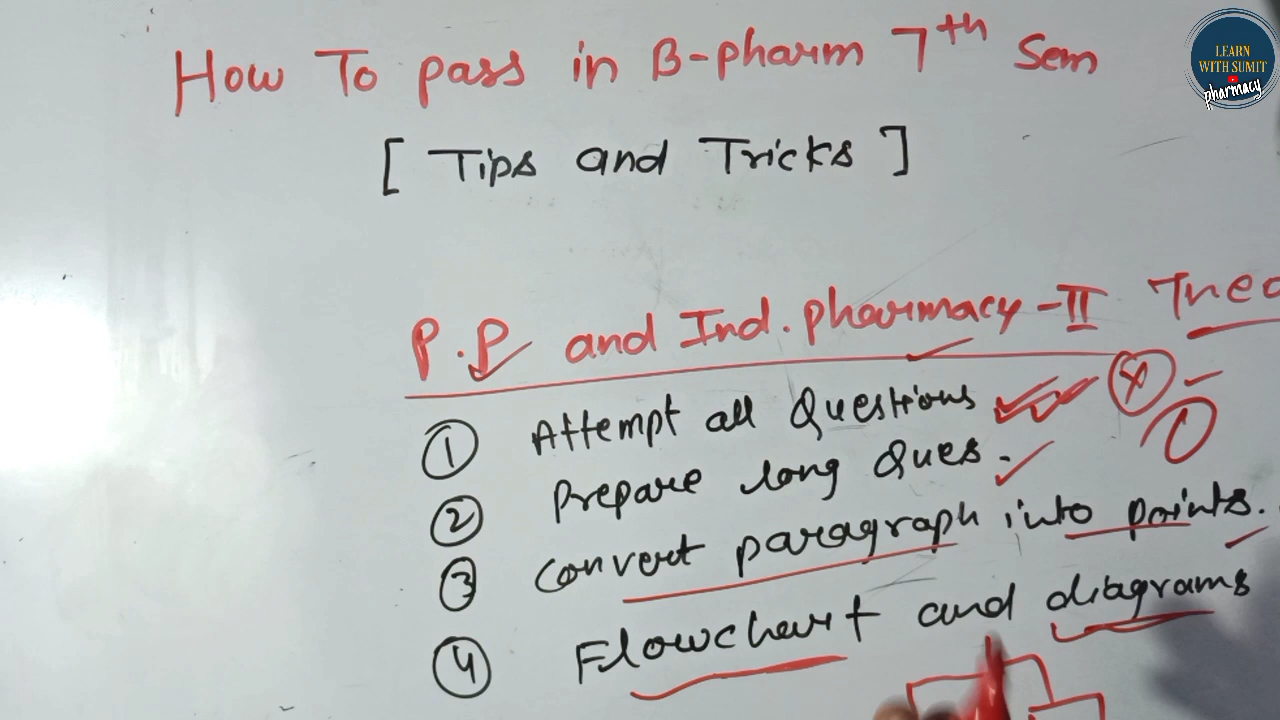 How To pass in B-pharm 7th Sem
LEARN
WITH SUMIT
pharmacy
[ Tips and Tricks ]
P.P and Ind. pharmacy-II
① Attempt all Questions
② Prepare long Ques.
③ Convert paragraph into points.
④ Flowchart and diagrams